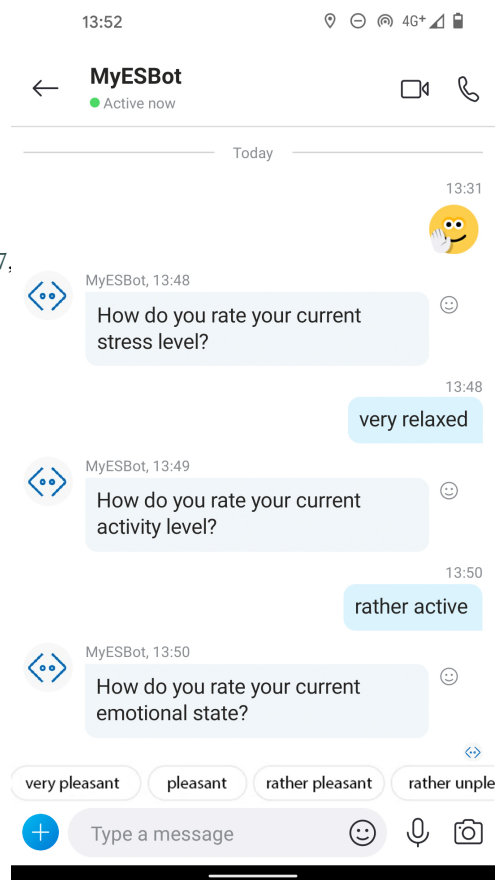 13:52
4G+
MyESBot
Active now
Today
13:31
7,
MyESBot, 13:48
How do you rate your current
stress level?
13:48
very relaxed
MyESBot, 13:49
How do you rate your current
activity level?
13:50
rather active
MyESBot, 13:50
How do you rate your current
emotional state?
very pleasant
pleasant
rather pleasant
rather unple
Type a message